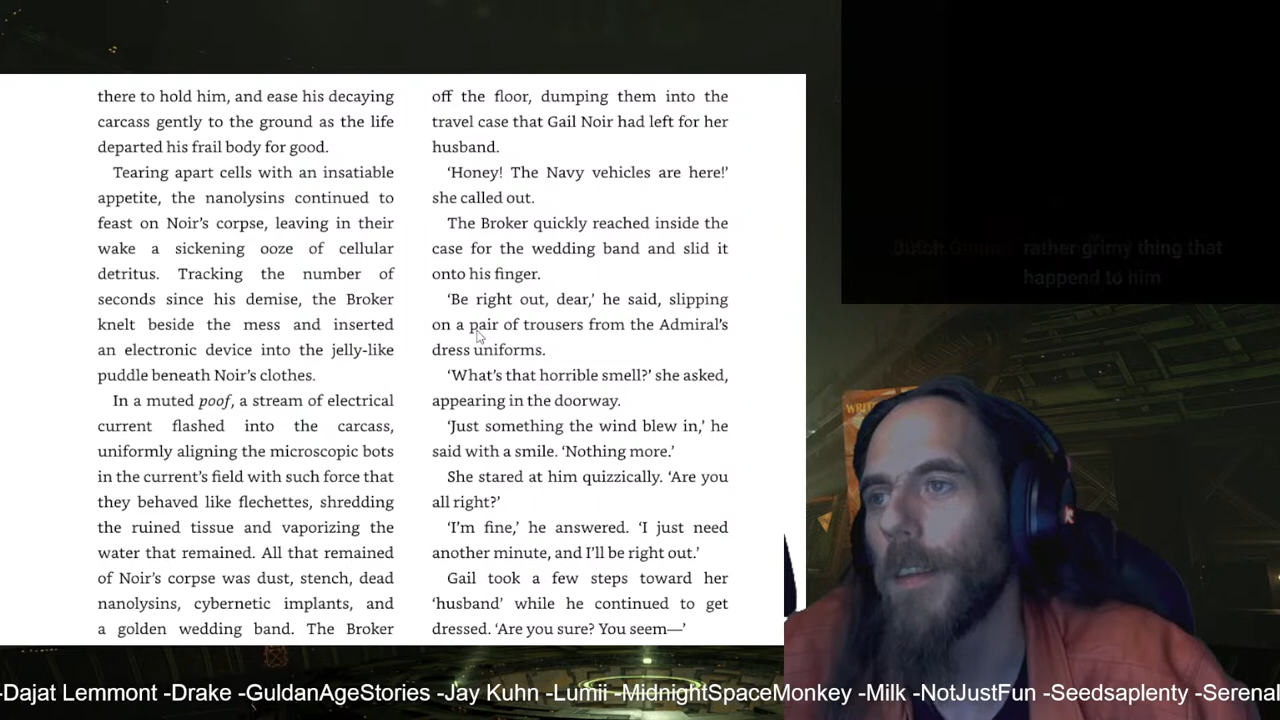 there to hold him, and ease his decaying
carcass gently to the ground as the life
departed his frail body for good.
Tearing apart cells with an insatiable
appetite, the nanolysins continued to
feast on Noir's corpse, leaving in their
wake a sickening ooze of cellular
detritus. Tracking the number of
seconds since his demise, the Broker
knelt beside the mess and inserted
an electronic device into the jelly-like
puddle beneath Noir's clothes.
In a muted poof, a stream of electrical
current flashed into the carcass,
uniformly aligning the microscopic bots
in the current's field with such force that
they behaved like flechettes, shredding
the ruined tissue and vaporizing the
water that remained. All that remained
of Noir's corpse was dust, stench, dead
nanolysins, cybernetic implants, and
a golden wedding band. The Broker
off the floor, dumping them into the
travel case that Gail Noir had left for her
husband.
‘Honey! The Navy vehicles are here!’
she called out.
The Broker quickly reached inside the
case for the wedding band and slid it
onto his finger.
‘Be right out, dear,’ he said, slipping
on a pair of trousers from the Admiral's
dress uniforms.
‘What's that horrible smell?’ she asked,
appearing in the doorway.
‘Just something the wind blew in,’ he
said with a smile. ‘Nothing more.’
She stared at him quizzically. ‘Are you
all right?’
‘I'm fine,’ he answered. ‘I just need
another minute, and I'll be right out.’
Gail took a few steps toward her
‘husband’ while he continued to get
dressed. ‘Are you sure? You seem—’
rather grimy thing that
happend to him
WRIT
-Dajat Lemmont -Drake -GuldanAgeStories -Jay Kuhn -Lumii -MidnightSpaceMonkey -Milk -NotJustFun -Seedsaplenty -Serenal